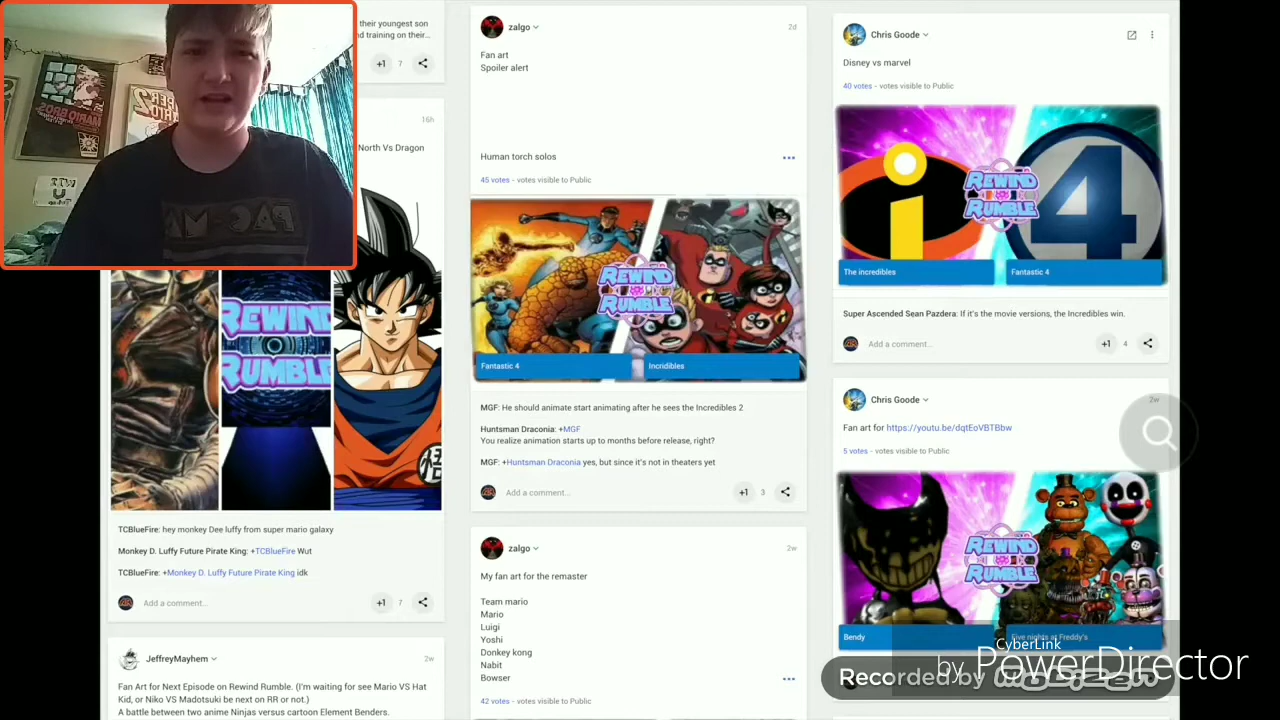 their youngest son
nd training on their...
+1 7
16h
North Vs Dragon
REWIND
RUMBLE
TCBlueFire: hey monkey Dee luffy from super mario galaxy
Monkey D. Luffy Future Pirate King: +TCBlueFire Wut
TCBlueFire: +Monkey D. Luffy Future Pirate King idk
Add a comment...
+1 7
JeffreyMayhem
2w
Fan Art for Next Episode on Rewind Rumble. (I'm waiting for see Mario VS Hat
Kid, or Niko VS Madotsuki be next on RR or not.)
A battle between two anime Ninjas versus cartoon Element Benders.
zalgo
2d
Fan art
Spoiler alert
Human torch solos
45 votes - votes visible to Public
REWIND
RUMBLE
Fantastic 4
Incridibles
MGF: He should animate start animating after he sees the Incredibles 2
Huntsman Draconia: +MGF
You realize animation starts up to months before release, right?
MGF: +Huntsman Draconia yes, but since it's not in theaters yet
Add a comment...
+1 3
zalgo
2w
My fan art for the remaster
Team mario
Mario
Luigi
Yoshi
Donkey kong
Nabit
Bowser
42 votes - votes visible to Public
Chris Goode
Disney vs marvel
40 votes - votes visible to Public
i
4
REWIND
RUMBLE
The incredibles
Fantastic 4
Super Ascended Sean Pazdera: If it's the movie versions, the Incredibles win.
Add a comment...
+1 4
Chris Goode
2w
Fan art for https://youtu.be/dqtEoVBTBbw
5 votes - votes visible to Public
REWIND
RUMBLE
Bendy
Five nights at Freddy's
CyberLink
by PowerDirector
Recorded by